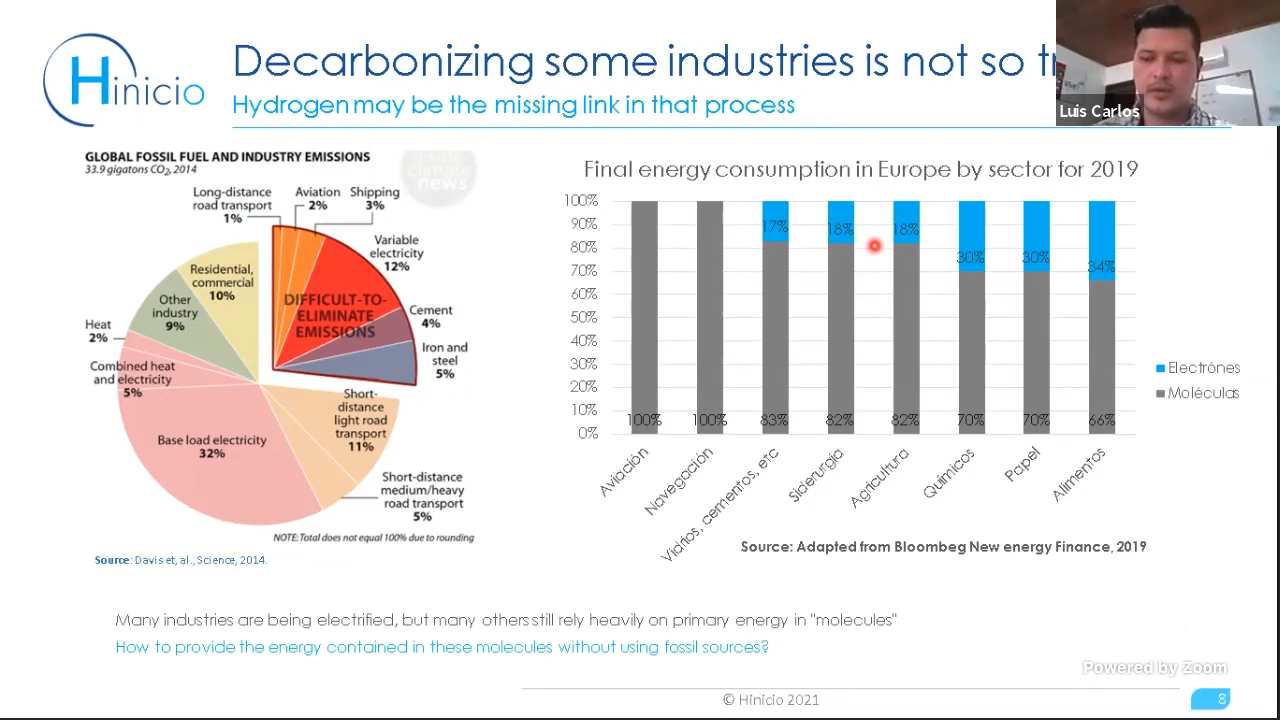 Hinicio
Decarbonizing some industries is not so
Hydrogen may be the missing link in that process
Luis Carlos
GLOBAL FOSSIL FUEL AND INDUSTRY EMISSIONS
33.9 gigatons CO2, 2014
climate
news
Long-distance
road transport
1%
Aviation
2%
Shipping
3%
Variable
electricity
12%
DIFFICULT-TO-
ELIMINATE
EMISSIONS
Cement
4%
Iron and
steel
5%
Residential,
commercial
10%
Other
industry
9%
Heat
2%
Combined heat
and electricity
5%
Base load electricity
32%
Short-
distance
light road
transport
11%
Short-distance
medium/heavy
road transport
5%
NOTE: Total does not equal 100% due to rounding
Source: Davis et, al., Science, 2014.
Final energy consumption in Europe by sector for 2019
100%
90%
80%
70%
60%
50%
40%
30%
20%
10%
0%
17% 18% 18% 30% 30% 34%
100% 100% 83% 82% 82% 70% 70% 66%
Aviación
Navegación
Vidrios, cementos, etc
Siderurgia
Agricultura
Químicos
Papel
Alimentos
Electrónes
Moléculas
Source: Adapted from Bloombeg New energy Finance, 2019
Many industries are being electrified, but many others still rely heavily on primary energy in "molecules"
How to provide the energy contained in these molecules without using fossil sources?
Powered by Zoom
© Hinicio 2021
8